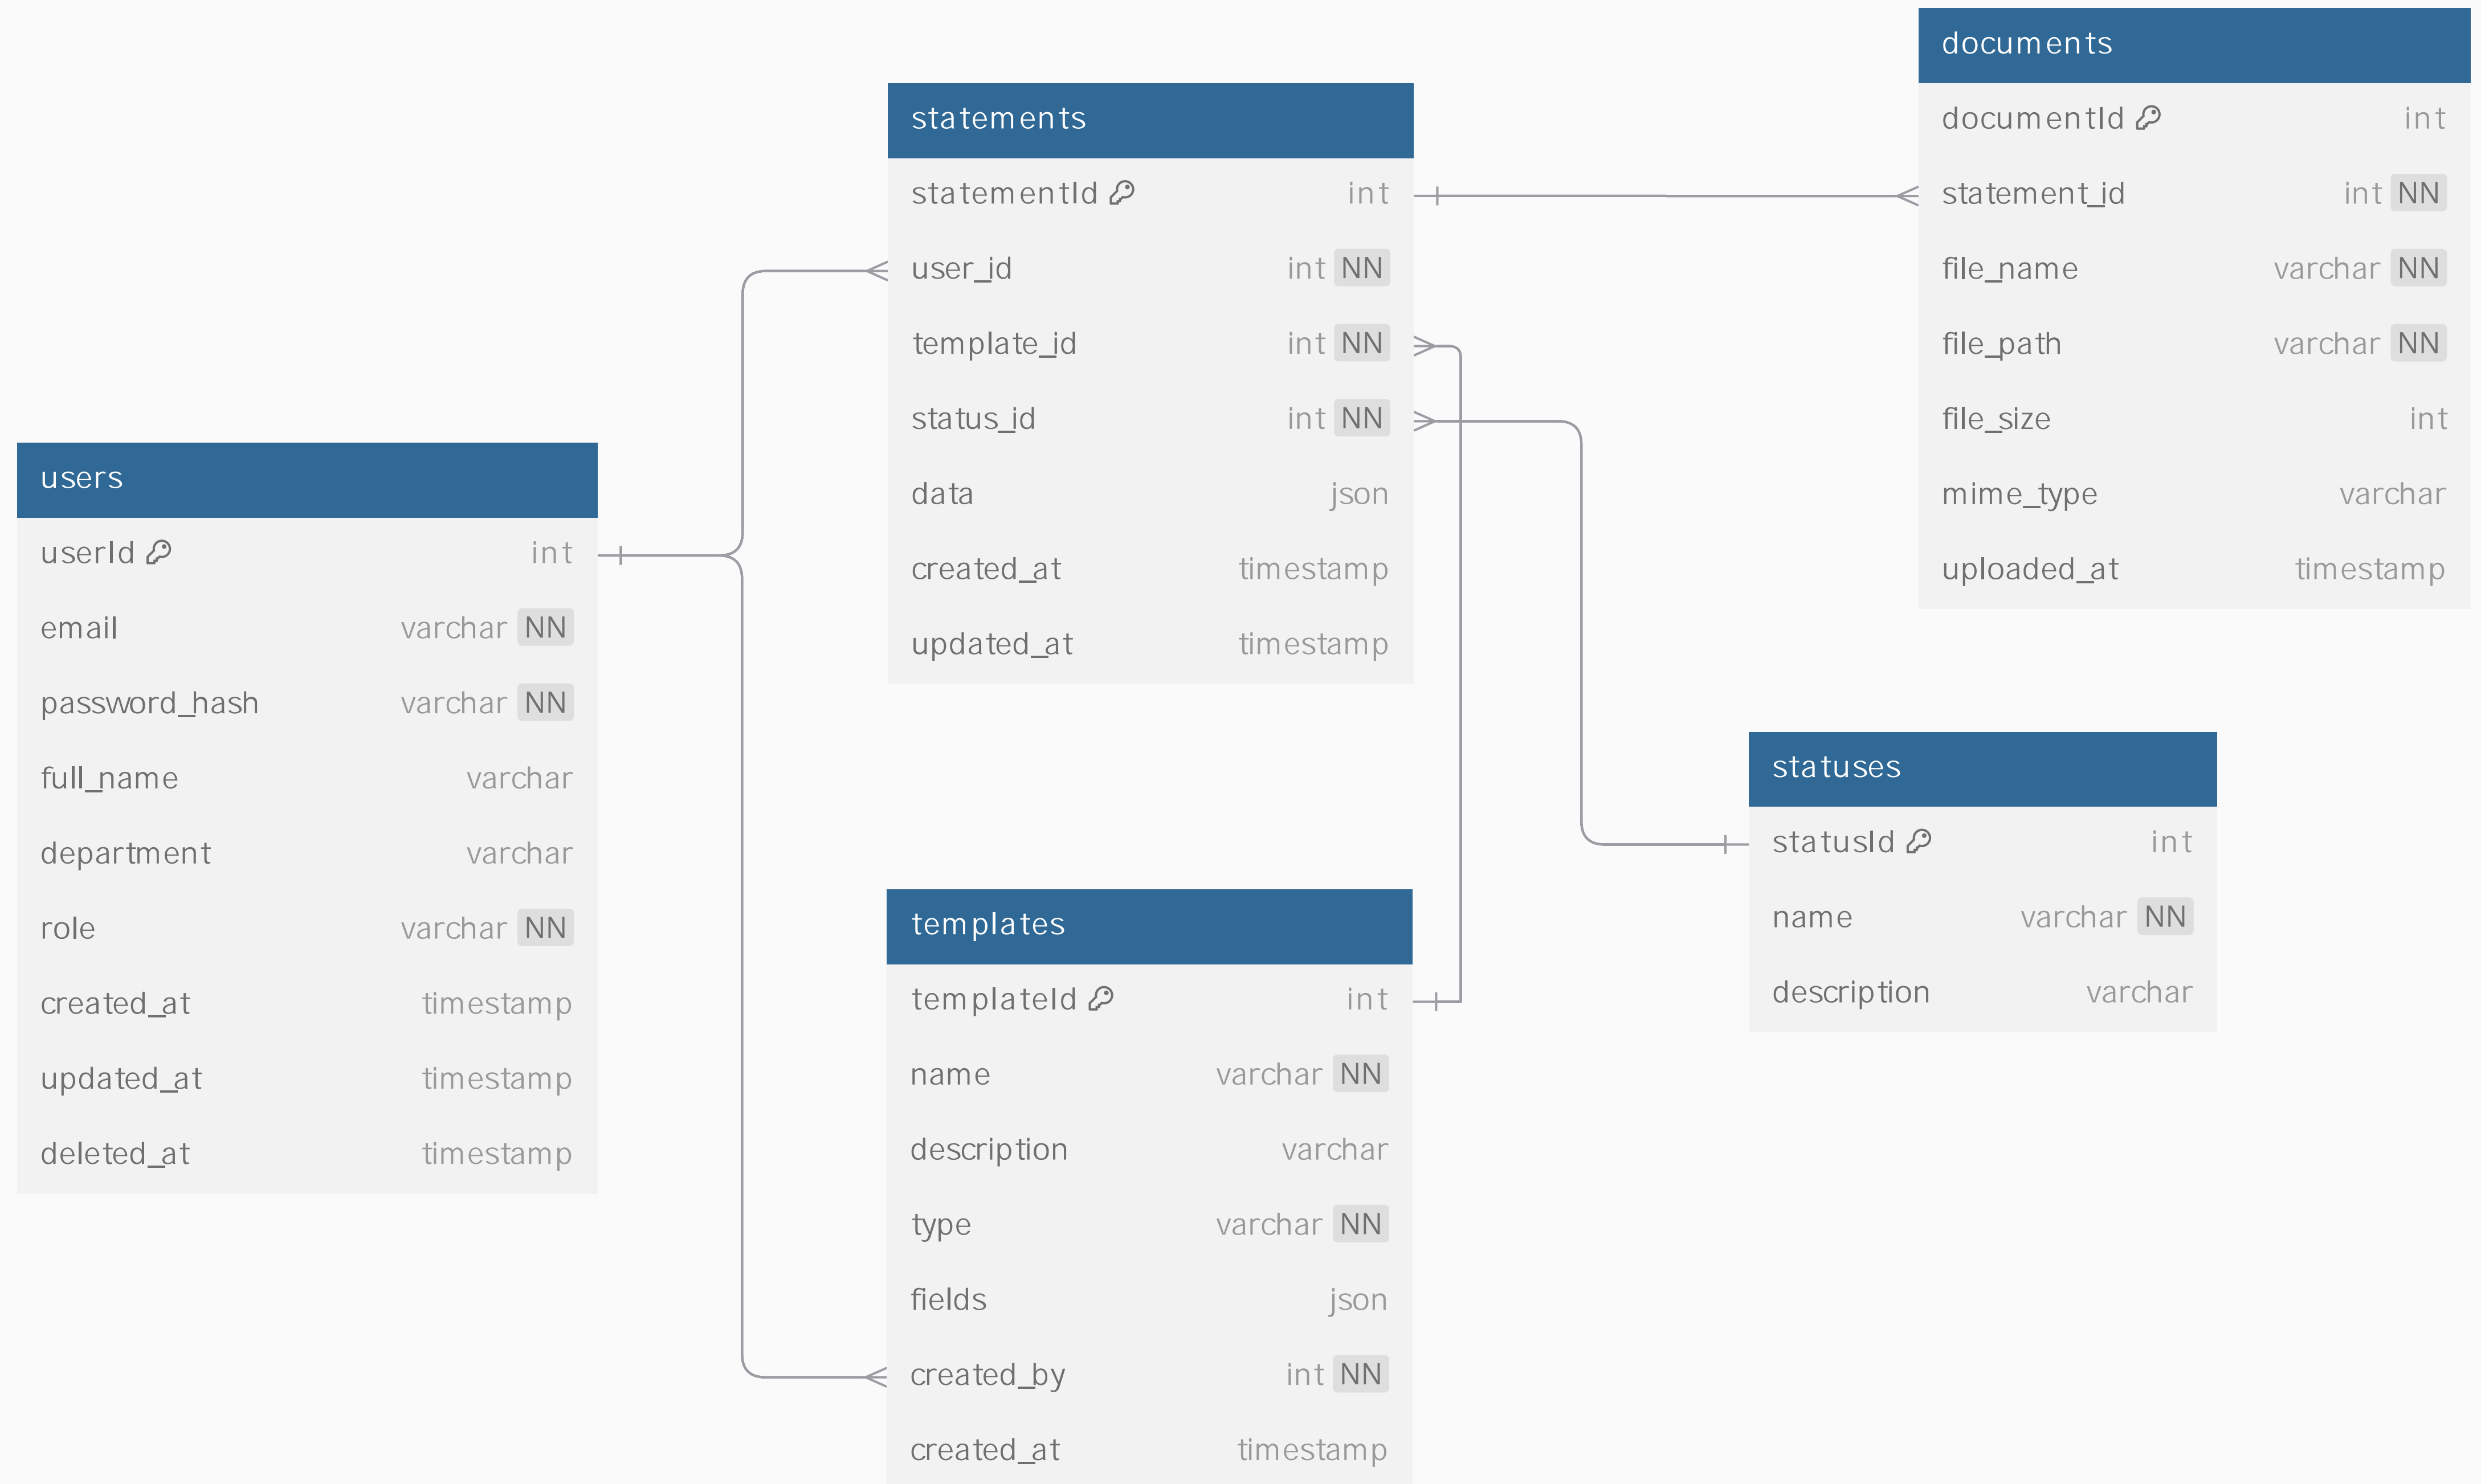 documents
documentId int
statement_id int NN
file_name varchar NN
file_path varchar NN
file_size int
mime_type varchar
uploaded_at timestamp
statements
statementId int
user_id int NN
template_id int NN
status_id int NN
data json
created_at timestamp
updated_at timestamp
users
userId int
email varchar NN
password_hash varchar NN
full_name varchar
department varchar
role varchar NN
created_at timestamp
updated_at timestamp
deleted_at timestamp
statuses
statusId int
name varchar NN
description varchar
templates
templateId int
name varchar NN
description varchar
type varchar NN
fields json
created_by int NN
created_at timestamp